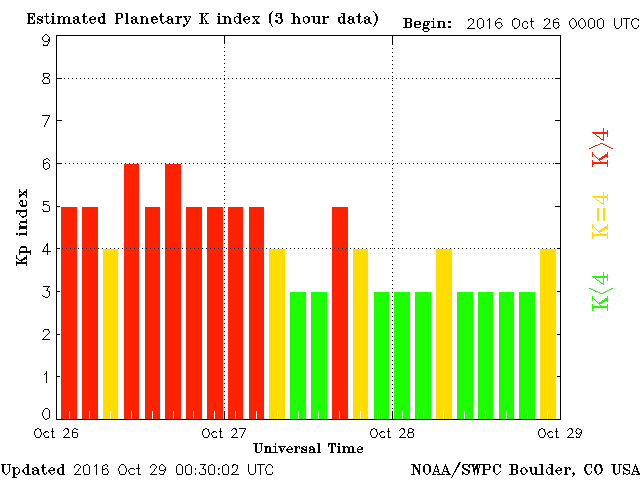 Estimated Planetary K index (3 hour data)
Begin: 2016 Oct 26 0000 UTC
9
8
7
6
5
4
3
2
1
0
Kp index
K>4
K=4
K<4
Oct 26 Oct 27 Oct 28 Oct 29
Universal Time
Updated 2016 Oct 29 00:30:02 UTC
NOAA/SWPC Boulder, CO USA